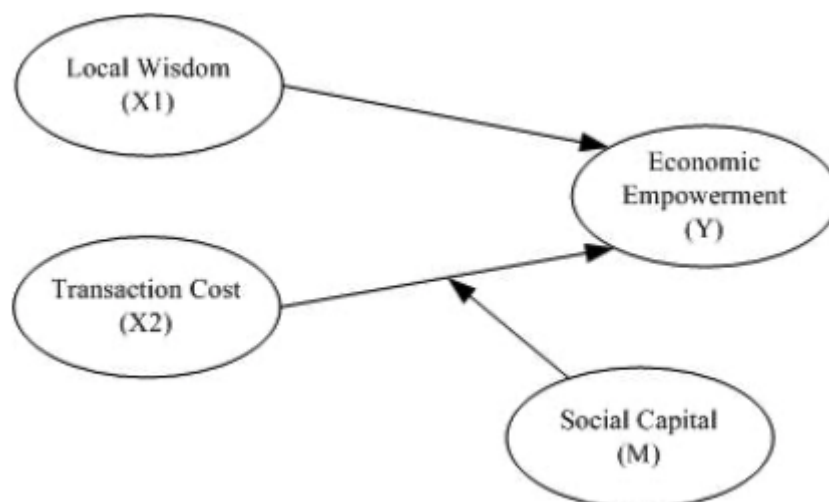 Local Wisdom
(X1)
Economic
Empowerment
(Y)
Transaction Cost
(X2)
Social Capital
(M)